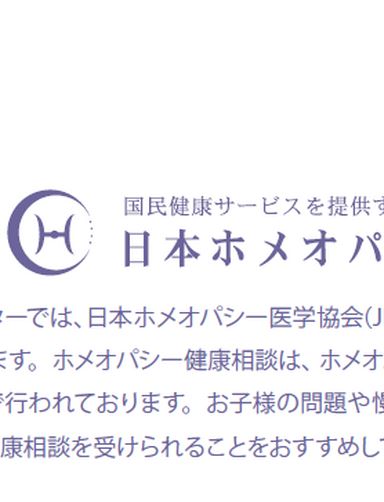 国民健康サービスを提供す
日本ホメオパ
ターでは、日本ホメオパシー医学協会(J
ます。ホメオパシー健康相談は、ホメオ
で行われております。お子様の問題や慢
康相談を受けられることをおすすめして